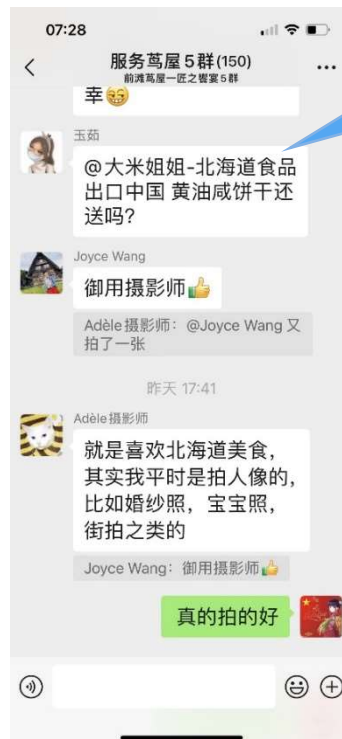 07:28
服务茑屋5群(150)
前滩茑屋一匠之饗宴5群
幸😁
玉茹
@大米姐姐-北海道食品
出口中国 黄油咸饼干还
送吗?
Joyce Wang
御用摄影师👍
Adèle摄影师：@Joyce Wang 又
拍了一张
昨天 17:41
Adèle摄影师
就是喜欢北海道美食，
其实我平时是拍人像的，
比如婚纱照，宝宝照，
街拍之类的
Joyce Wang：御用摄影师👍
真的拍的好